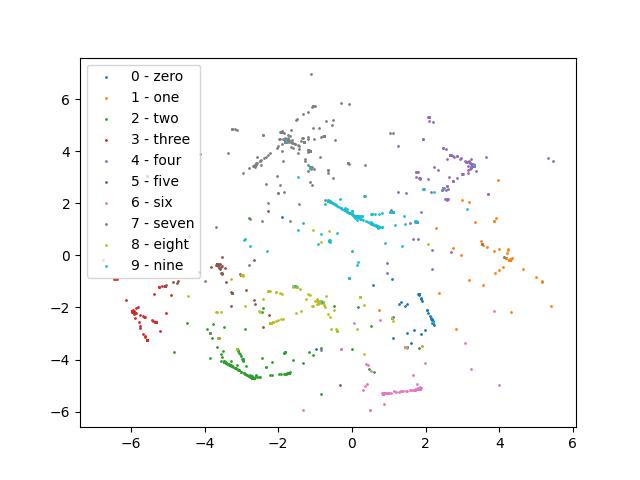 0 - zero
1 - one
2 - two
3 - three
4 - four
5 - five
6 - six
7 - seven
8 - eight
9 - nine
6
4
2
0
−2
−4
−6
−6 −4 −2 0 2 4 6